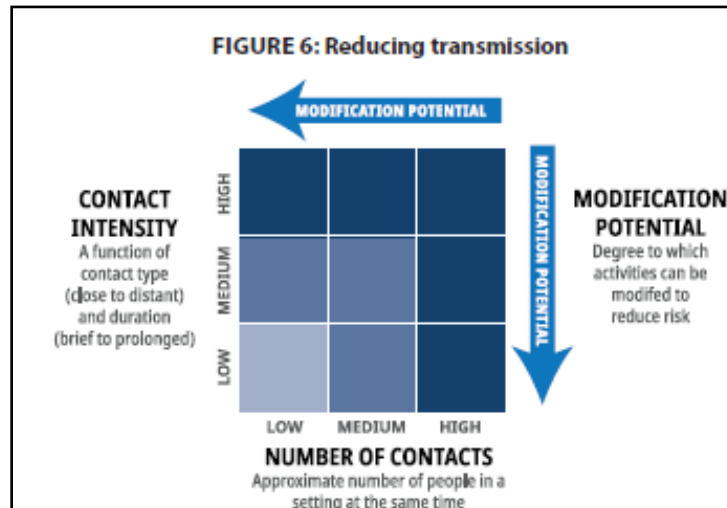 FIGURE 6: Reducing transmission
MODIFICATION POTENTIAL
CONTACT
INTENSITY
A function of
contact type
(close to distant)
and duration
(brief to prolonged)
HIGH
MEDIUM
LOW
MODIFICATION POTENTIAL
MODIFICATION
POTENTIAL
Degree to which
activities can be
modifed to
reduce risk
LOW MEDIUM HIGH
NUMBER OF CONTACTS
Approximate number of people in a
setting at the same time